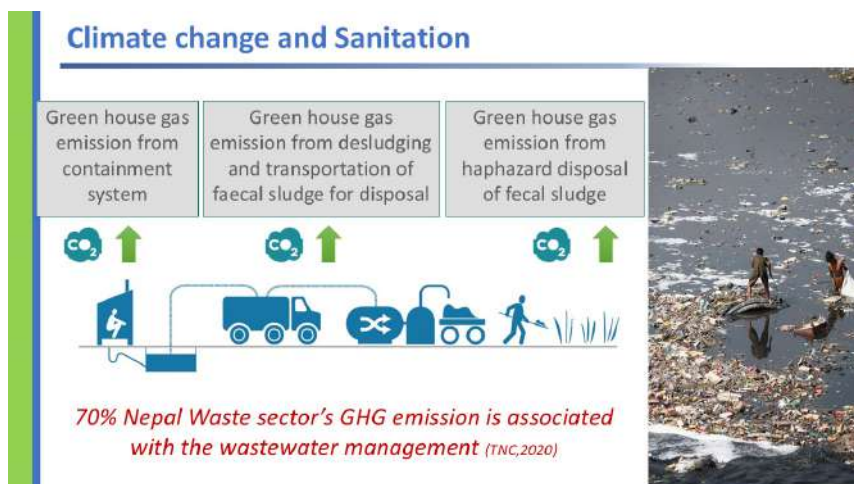 Climate change and Sanitation
Green house gas
emission from
containment
system
Green house gas
emission from desludging
and transportation of
faecal sludge for disposal
Green house gas
emission from
haphazard disposal
of fecal sludge
CO2
CO2
CO2
70% Nepal Waste sector's GHG emission is associated
with the wastewater management (TNC,2020)